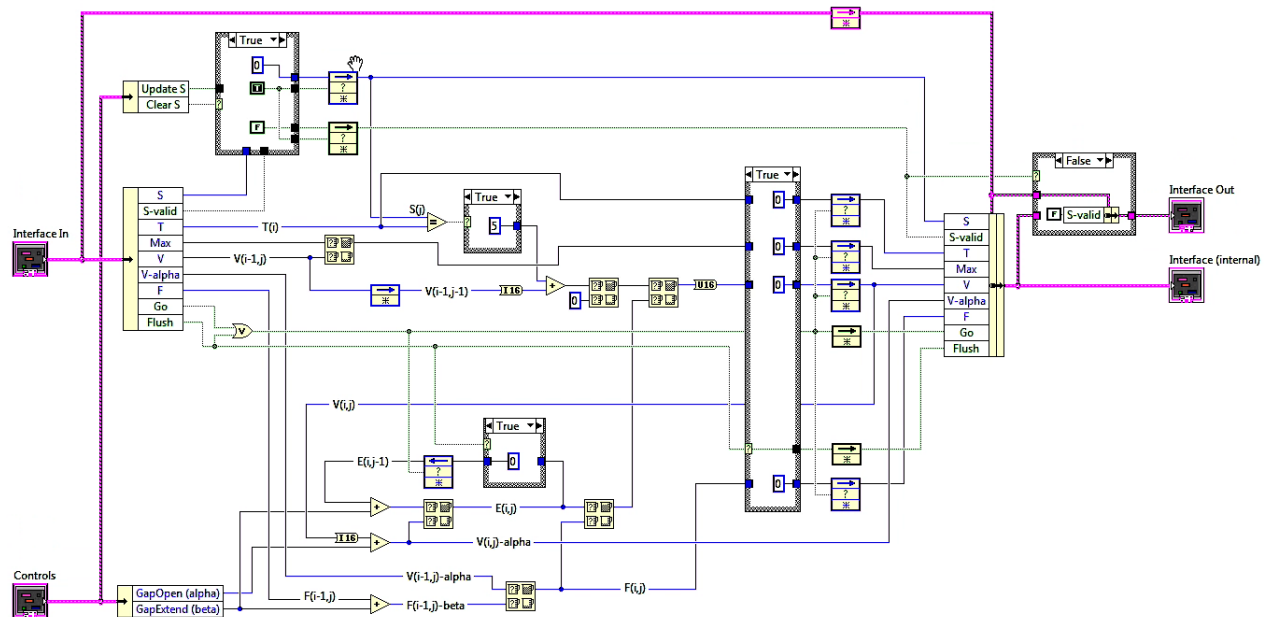 True
0
T
F
Update S
Clear S
?
?
ж
?
ж
ж
Interface In
S
S-valid
T
Max
V
V-alpha
F
Go
Flush
T(i)
S(j)
=
True
?
5
V(i-1,j)
V(i-1,j-1)
I16
+
0
U16
V
True
0
0
0
0
?
?
ж
?
ж
?
ж
ж
ж
?
ж
S
S-valid
T
Max
V
V-alpha
F
Go
Flush
False
?
F
S-valid
Interface Out
Interface (internal)
V(i,j)
True
?
0
E(i,j-1)
?
ж
+
E(i,j)
I16
+
V(i,j)-alpha
V(i-1,j)-alpha
F(i-1,j)
+
F(i-1,j)-beta
F(i,j)
Controls
GapOpen (alpha)
GapExtend (beta)